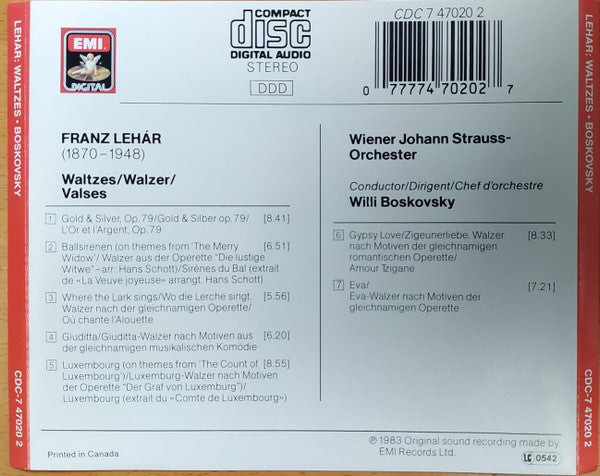 LEHAR: WALTZES • BOSKOVSKY
CDC-7 47020 2
EMI
DIGITAL
COMPACT
disc
DIGITAL AUDIO
STEREO
DDD
CDC 7 47020 2
0 77774 70202 7
FRANZ LEHÁR
(1870–1948)
Waltzes/Walzer/
Valses
1 Gold & Silver, Op.79/Gold & Silber op.79/ [8.41]
L'Or et l'Argent, Op.79
2 Ballsirenen (on themes from 'The Merry [6.51]
Widow'/ Walzer aus der Operette "Die lustige
Witwe"–arr: Hans Schott)/Sirènes du Bal (extrait
de «La Veuve joyeuse» arrangt. Hans Schott)
3 Where the Lark sings/Wo die Lerche singt. [5.56]
Walzer nach der gleichnamigen Operette/
Où chante l'Alouette
4 Giuditta/Giuditta-Walzer nach Motiven aus [6.20]
der gleichnamigen musikalischen Komödie
5 Luxembourg (on themes from 'The Count of [8.55]
Luxembourg')/Luxemburg-Walzer nach Motiven
der Operette "Der Graf von Luxemburg"/
Luxembourg (extrait du «Comte de Luxembourg»)
Printed in Canada
Wiener Johann Strauss-
Orchester
Conductor/Dirigent/Chef d'orchestre
Willi Boskovsky
6 Gypsy Love/Zigeunerliebe. Walzer [8.33]
nach Motiven der gleichnamigen
romantischen Operette/
Amour Tzigane
7 Eva/ [7.21]
Eva-Walzer nach Motiven der
gleichnamigen Operette
℗ 1983 Original sound recording made by
EMI Records Ltd.
LC 0542
LEHAR: WALTZES • BOSKOVSKY
CDC-7 47020 2